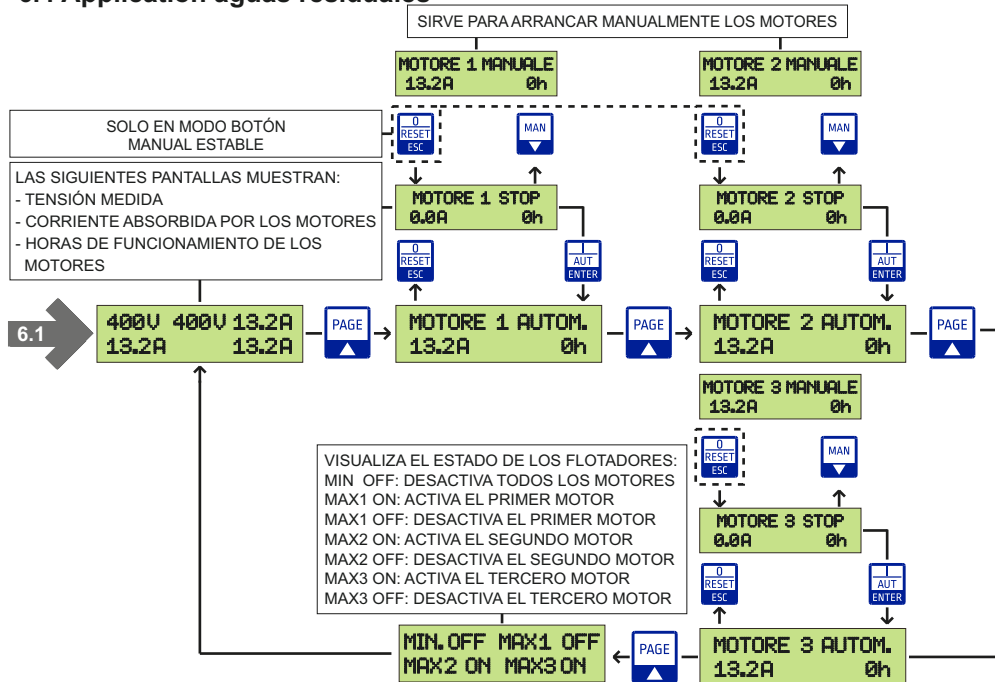 SIRVE PARA ARRANCAR MANUALMENTE LOS MOTORES
MOTORE 1 MANUALE
13.2A 0h
MOTORE 2 MANUALE
13.2A 0h
SOLO EN MODO BOTÓN
MANUAL ESTABLE
0
RESET
ESC
MAN
0
RESET
ESC
MAN
LAS SIGUIENTES PANTALLAS MUESTRAN:
- TENSIÓN MEDIDA
- CORRIENTE ABSORBIDA POR LOS MOTORES
- HORAS DE FUNCIONAMIENTO DE LOS
MOTORES
MOTORE 1 STOP
0.0A 0h
MOTORE 2 STOP
0.0A 0h
0
RESET
ESC
I
AUT
ENTER
0
RESET
ESC
I
AUT
ENTER
6.1
400V 400V 13.2A
13.2A 13.2A
PAGE
MOTORE 1 AUTOM.
13.2A 0h
PAGE
MOTORE 2 AUTOM.
13.2A 0h
PAGE
MOTORE 3 MANUALE
13.2A 0h
VISUALIZA EL ESTADO DE LOS FLOTADORES:
MIN OFF: DESACTIVA TODOS LOS MOTORES
MAX1 ON: ACTIVA EL PRIMER MOTOR
MAX1 OFF: DESACTIVA EL PRIMER MOTOR
MAX2 ON: ACTIVA EL SEGUNDO MOTOR
MAX2 OFF: DESACTIVA EL SEGUNDO MOTOR
MAX3 ON: ACTIVA EL TERCERO MOTOR
MAX3 OFF: DESACTIVA EL TERCERO MOTOR
0
RESET
ESC
MAN
MOTORE 3 STOP
0.0A 0h
0
RESET
ESC
I
AUT
ENTER
MIN.OFF MAX1 OFF
MAX2 ON MAX3 ON
PAGE
MOTORE 3 AUTOM.
13.2A 0h